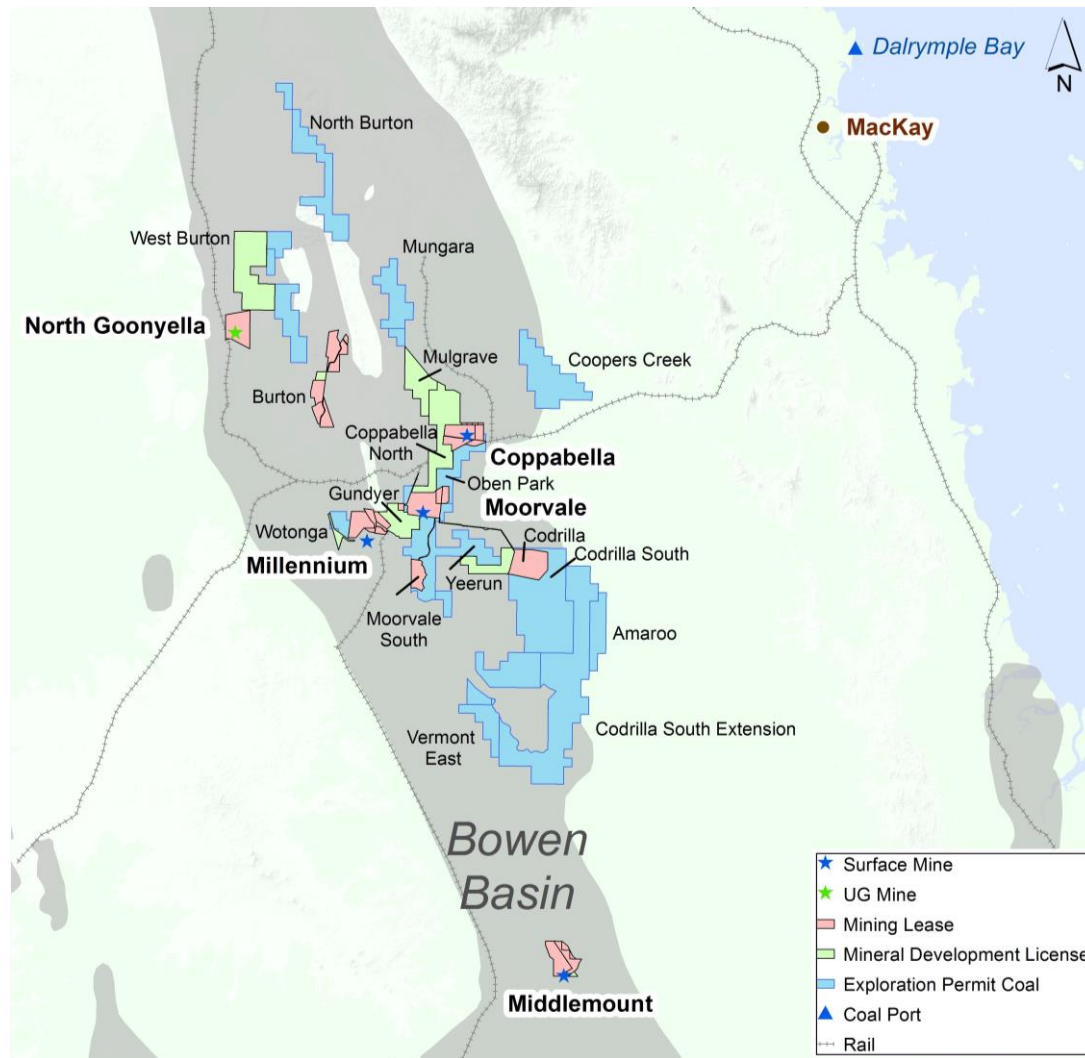 Dalrymple Bay
N
MacKay
North Burton
West Burton
Mungara
North Goonyella
Mulgrave
Coopers Creek
Burton
Coppabella
North
Coppabella
Oben Park
Gundyer
Moorvale
Wotonga
Codrilla
Codrilla South
Millennium
Yeerun
Moorvale
South
Amaroo
Vermont
East
Codrilla South Extension
Bowen
Basin
Middlemount
Surface Mine
UG Mine
Mining Lease
Mineral Development License
Exploration Permit Coal
Coal Port
Rail